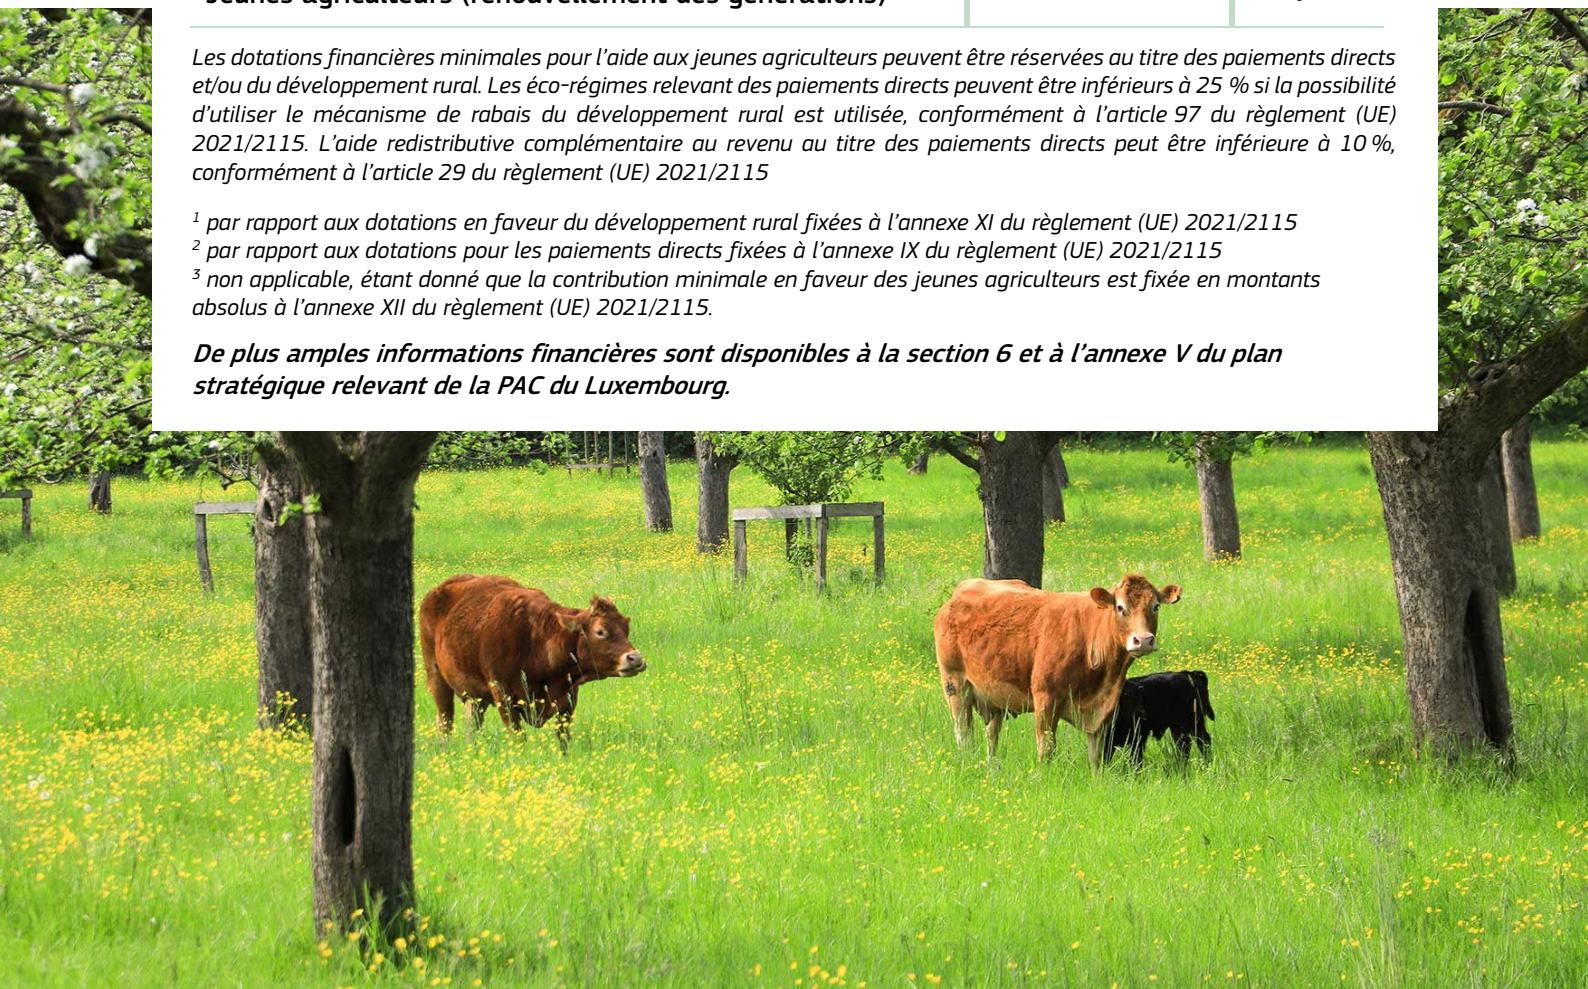 Jeunes agriculteurs (renouvellement des générations)
Les dotations financières minimales pour l’aide aux jeunes agriculteurs peuvent être réservées au titre des paiements directs
et/ou du développement rural. Les éco-régimes relevant des paiements directs peuvent être inférieurs à 25 % si la possibilité
d’utiliser le mécanisme de rabais du développement rural est utilisée, conformément à l’article 97 du règlement (UE)
2021/2115. L’aide redistributive complémentaire au revenu au titre des paiements directs peut être inférieure à 10 %,
conformément à l’article 29 du règlement (UE) 2021/2115
¹ par rapport aux dotations en faveur du développement rural fixées à l’annexe XI du règlement (UE) 2021/2115
² par rapport aux dotations pour les paiements directs fixées à l’annexe IX du règlement (UE) 2021/2115
³ non applicable, étant donné que la contribution minimale en faveur des jeunes agriculteurs est fixée en montants
absolus à l’annexe XII du règlement (UE) 2021/2115.
De plus amples informations financières sont disponibles à la section 6 et à l’annexe V du plan
stratégique relevant de la PAC du Luxembourg.